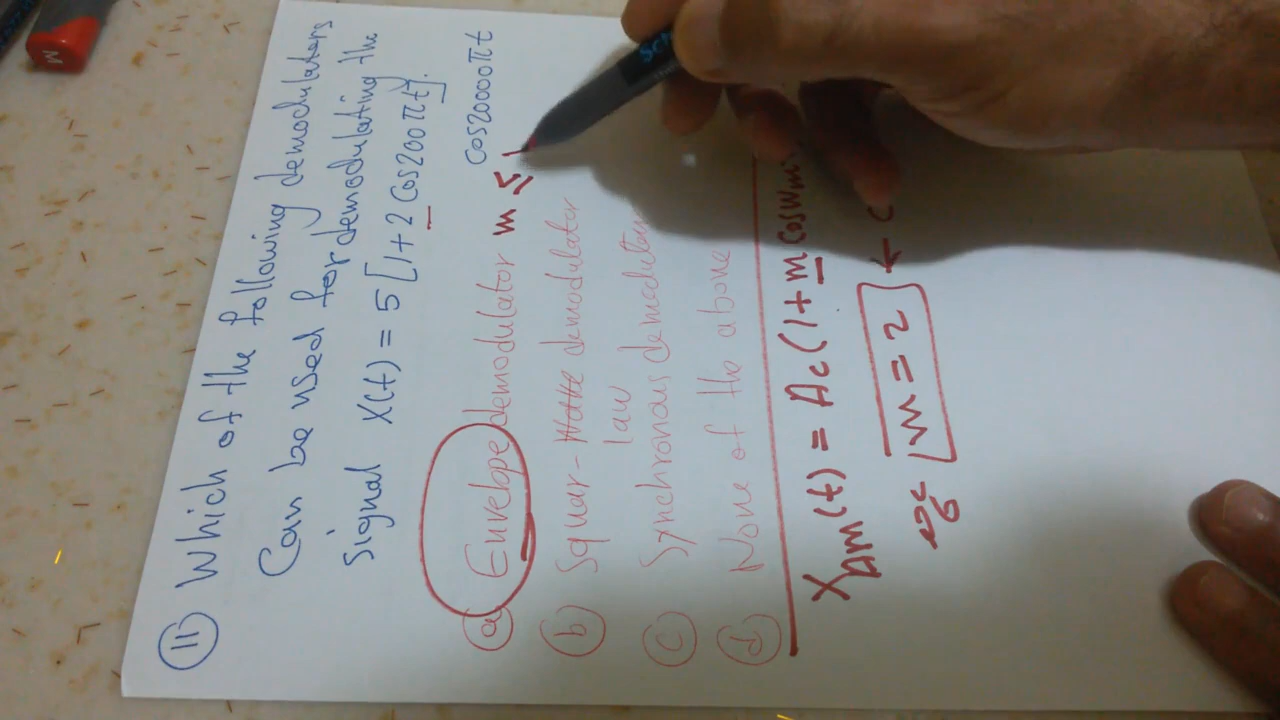 11 Which of the following demodulators
Can be used for demodulating the
Signal X(t) = 5 [1+2 Cos200πt].
Cos20000πt
a Envelope demodulator m ≤
b Squar- demodulator
law
c Synchronous demodulator
d None of the above
XAM(t) = Ac(1+m Coswm
m = 2 ←